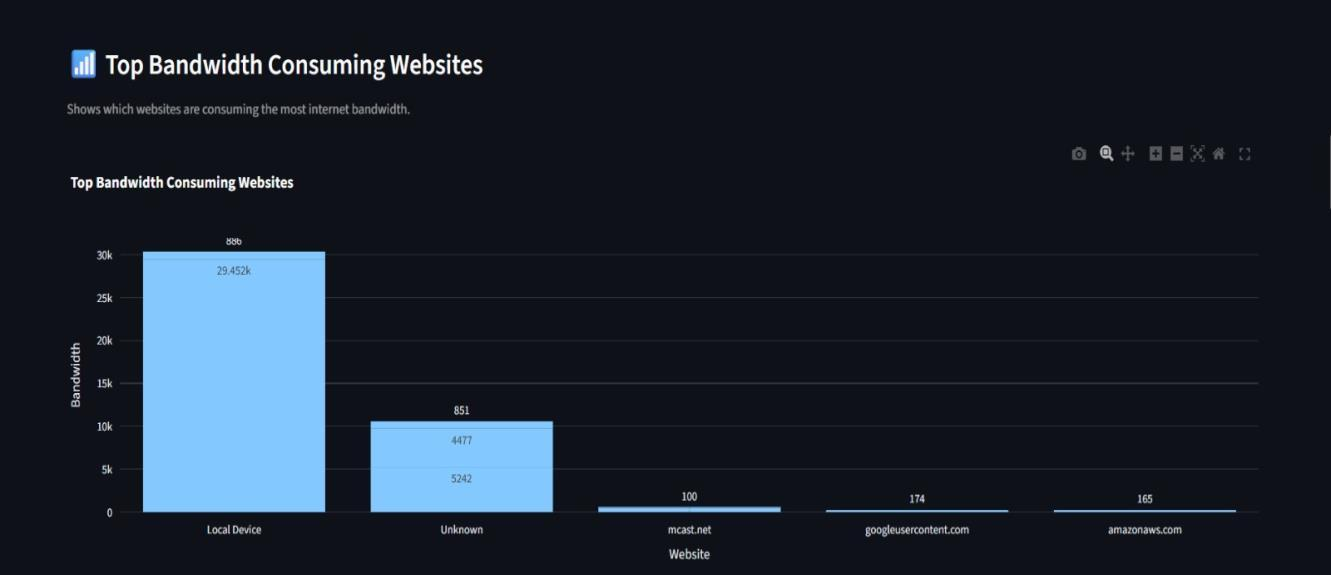 Top Bandwidth Consuming Websites
Shows which websites are consuming the most internet bandwidth.
Top Bandwidth Consuming Websites
886
30k
29.452k
25k
20k
15k
10k
5k
0
Bandwidth
851
4477
5242
100
174
165
Local Device
Unknown
mcast.net
googleusercontent.com
amazonaws.com
Website